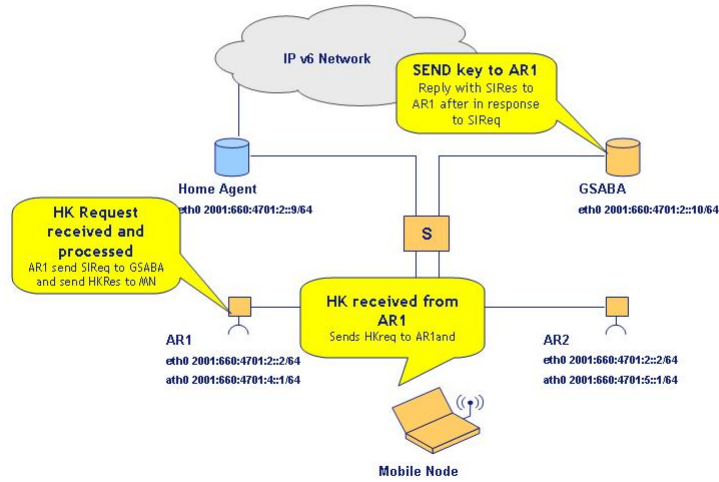 IP v6 Network
SEND key to AR1
Reply with SIRes to
AR1 after in response
to SIReq
Home Agent
eth0 2001:660:4701:2::9/64
GSABA
eth0 2001:660:4701:2::10/64
HK Request
received and
processed
AR1 send SIReq to GSABA
and send HKRes to MN
S
HK received from
AR1
Sends HKreq to AR1and
AR1
eth0 2001:660:4701:2::2/64
ath0 2001:660:4701:4::1/64
AR2
eth0 2001:660:4701:2::2/64
ath0 2001:660:4701:5::1/64
Mobile Node